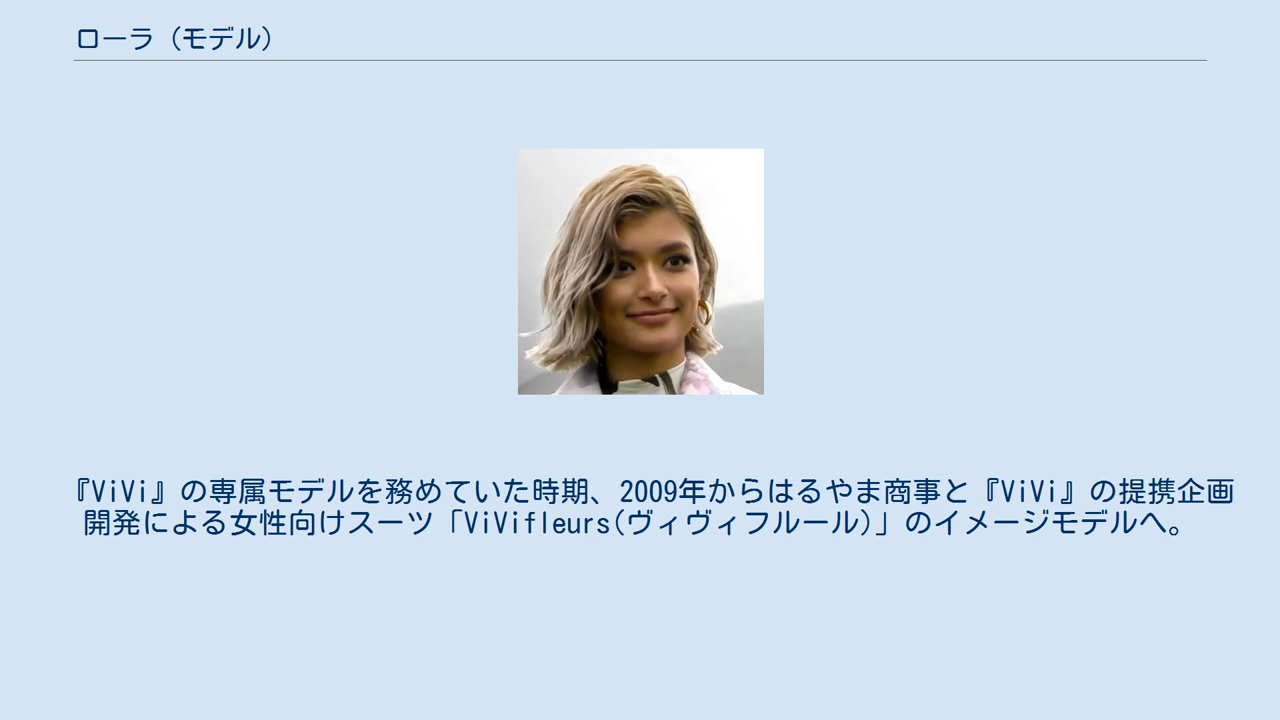 ローラ（モデル）
『ViVi』の専属モデルを務めていた時期、2009年からはるやま商事と『ViVi』の提携企画
開発による女性向けスーツ「ViVifleurs(ヴィヴィフルール)」のイメージモデルへ。